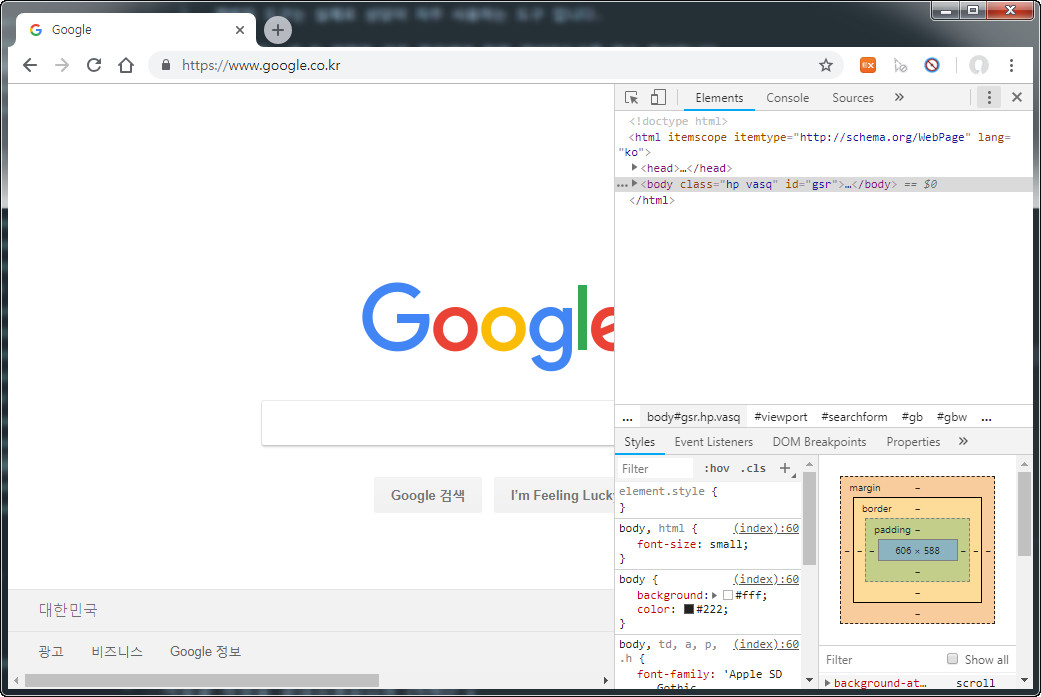 Google
https://www.google.co.kr
EX
Elements Console Sources »
<!doctype html>
<html itemscope itemtype="http://schema.org/WebPage" lang=
"ko">
<head>…</head>
<body class="hp vasq" id="gsr">…</body> == $0
</html>
Google
Google 검색 I'm Feeling Luck
대한민국
광고 비즈니스 Google 정보
... body#gsr.hp.vasq #viewport #searchform #gb #gbw ...
Styles Event Listeners DOM Breakpoints Properties »
Filter :hov .cls +
element.style {
}
body, html { (index):60
font-size: small;
}
body { (index):60
background: #fff;
color: #222;
}
body, td, a, p, (index):60
.h {
font-family: 'Apple SD
Gothic
margin –
border –
padding –
– – – 606 × 588 – – –
–
–
–
Filter Show all
background-at… scroll